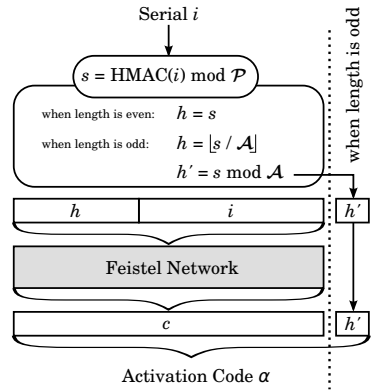 Serial i
s = HMAC(i) mod 𝒫
when length is even: h = s
when length is odd: h = ⌊s / 𝒜⌋
h′ = s mod 𝒜
when length is odd
h i h′
Feistel Network
c h′
Activation Code α